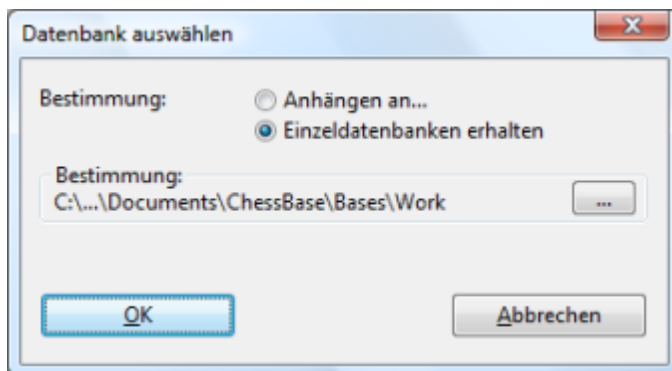 Datenbank auswählen
Bestimmung: Anhängen an...
Einzeldatenbanken erhalten
Bestimmung:
C:\...\Documents\ChessBase\Bases\Work ...
OK Abbrechen